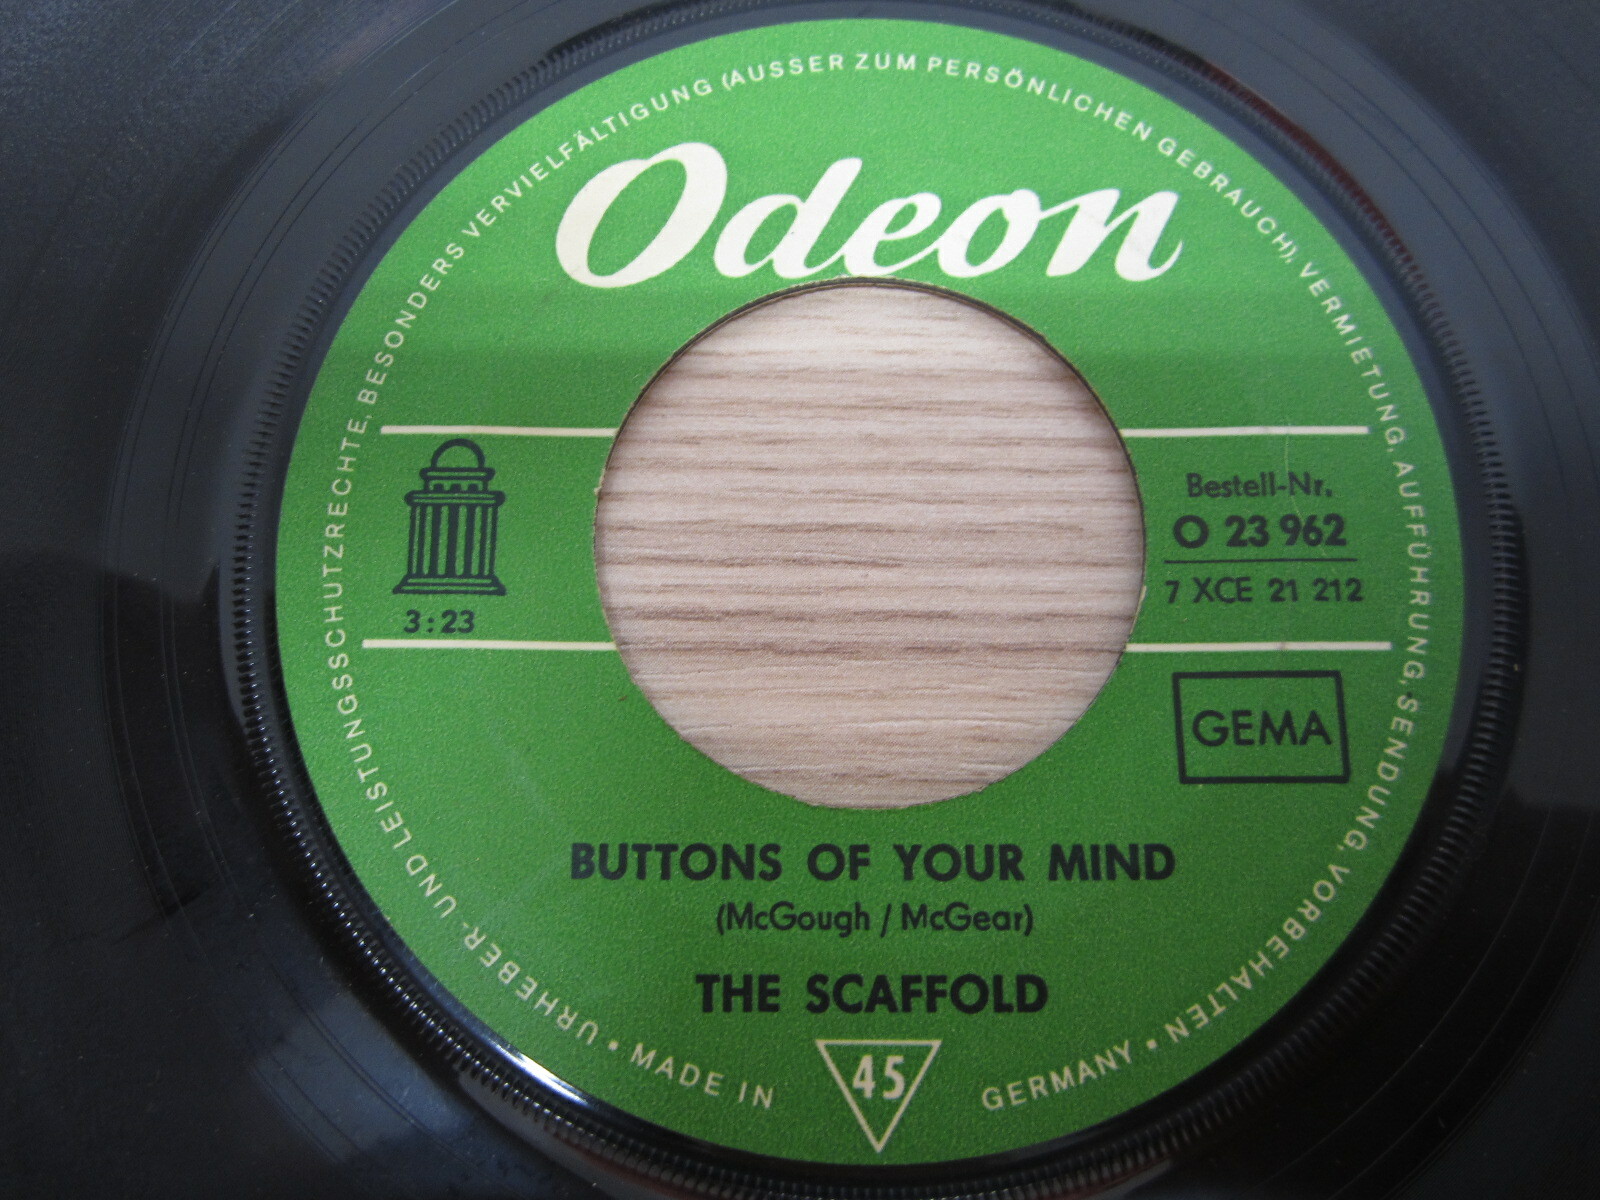 URHEBER- UND LEISTUNGSSCHUTZRECHTE, BESONDERS VERVIELFÄLTIGUNG (AUSSER ZUM PERSÖNLICHEN GEBRAUCH), VERMIETUNG, AUFFÜHRUNG, SENDUNG, VORBEHALTEN
Odeon
Bestell-Nr.
O 23 962
7 XCE 21 212
3:23
GEMA
BUTTONS OF YOUR MIND
(McGough / McGear)
THE SCAFFOLD
• MADE IN 45 GERMANY •